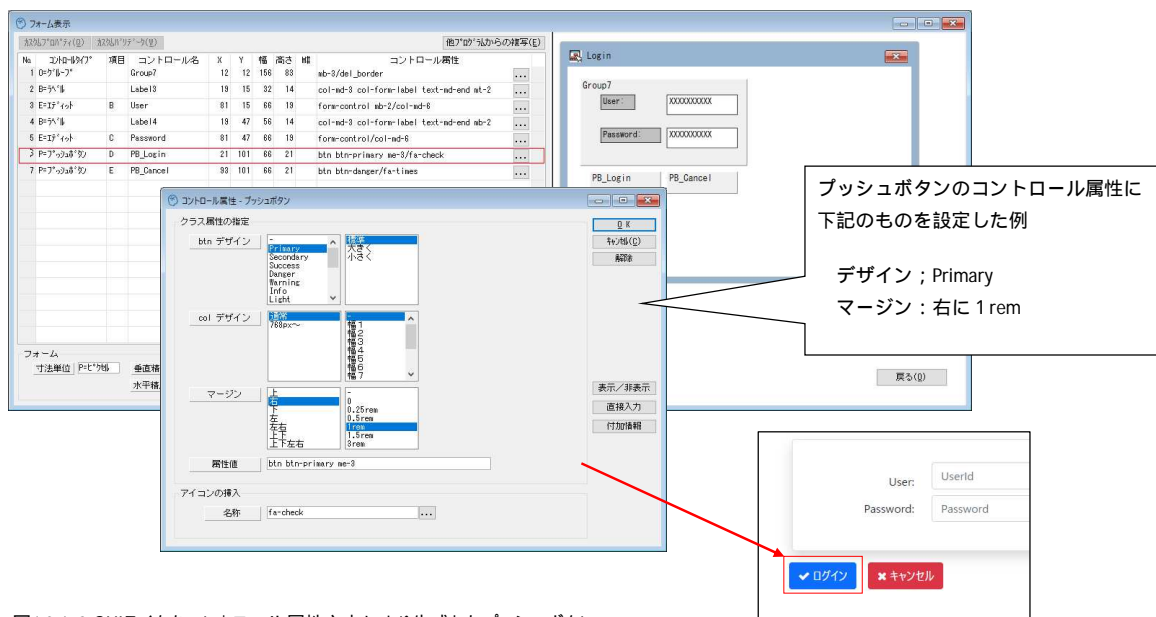 フォーム表示
ｶｽﾀﾑﾌﾟﾛﾊﾟﾃｨ(O) ｶｽﾀﾑﾊﾞﾘﾃﾞｰﾀ(V) 他ﾌﾟﾛｸﾞﾗﾑからの複写(E)
No ｺﾝﾄﾛｰﾙﾀｲﾌﾟ 項目 コントロール名 X Y 幅 高さ コントロール属性
1 O=ｸﾞﾙｰﾌﾟ Group7 12 12 156 83 mb-3/del_border ...
2 B=ﾗﾍﾞﾙ Label3 19 15 32 14 col-md-3 col-form-label text-md-end mt-2 ...
3 E=ｴﾃﾞｨｯﾄ B User 81 15 66 19 form-control mb-2/col-md-6 ...
4 B=ﾗﾍﾞﾙ Label4 19 47 56 14 col-md-3 col-form-label text-md-end mb-2 ...
5 E=ｴﾃﾞｨｯﾄ C Password 81 47 66 19 form-control/col-md-6 ...
P=ﾌﾟｯｼｭﾎﾞﾀﾝ D PB_Login 21 101 66 21 btn btn-primary me-3/fa-check ...
7 P=ﾌﾟｯｼｭﾎﾞﾀﾝ E PB_Cancel 93 101 66 21 btn btn-danger/fa-times ...
フォーム
寸法単位 P=ﾋﾟｸｾﾙ 垂直積
水平積
Login
Group7
User: XXXXXXXXXX
Password: XXXXXXXXXX
PB_Login PB_Cancel
戻る(Q)
コントロール属性 - プッシュボタン
クラス属性の指定
btn デザイン
-
Primary
Secondary
Success
Danger
Warning
Info
Light
標準
大きく
小さく
O K
ｷｬﾝｾﾙ(C)
解除
col デザイン
通常
768px～
-
幅1
幅2
幅3
幅4
幅5
幅6
幅7
マージン
上
右
下
左
左右
上下
上下左右
-
0
0.25rem
0.5rem
1rem
1.5rem
3rem
表示／非表示
直接入力
付加情報
属性値 btn btn-primary me-3
アイコンの挿入
名称 fa-check ...
プッシュボタンのコントロール属性に
下記のものを設定した例
デザイン；Primary
マージン：右に 1 rem
User: UserId
Password: Password
ログイン キャンセル